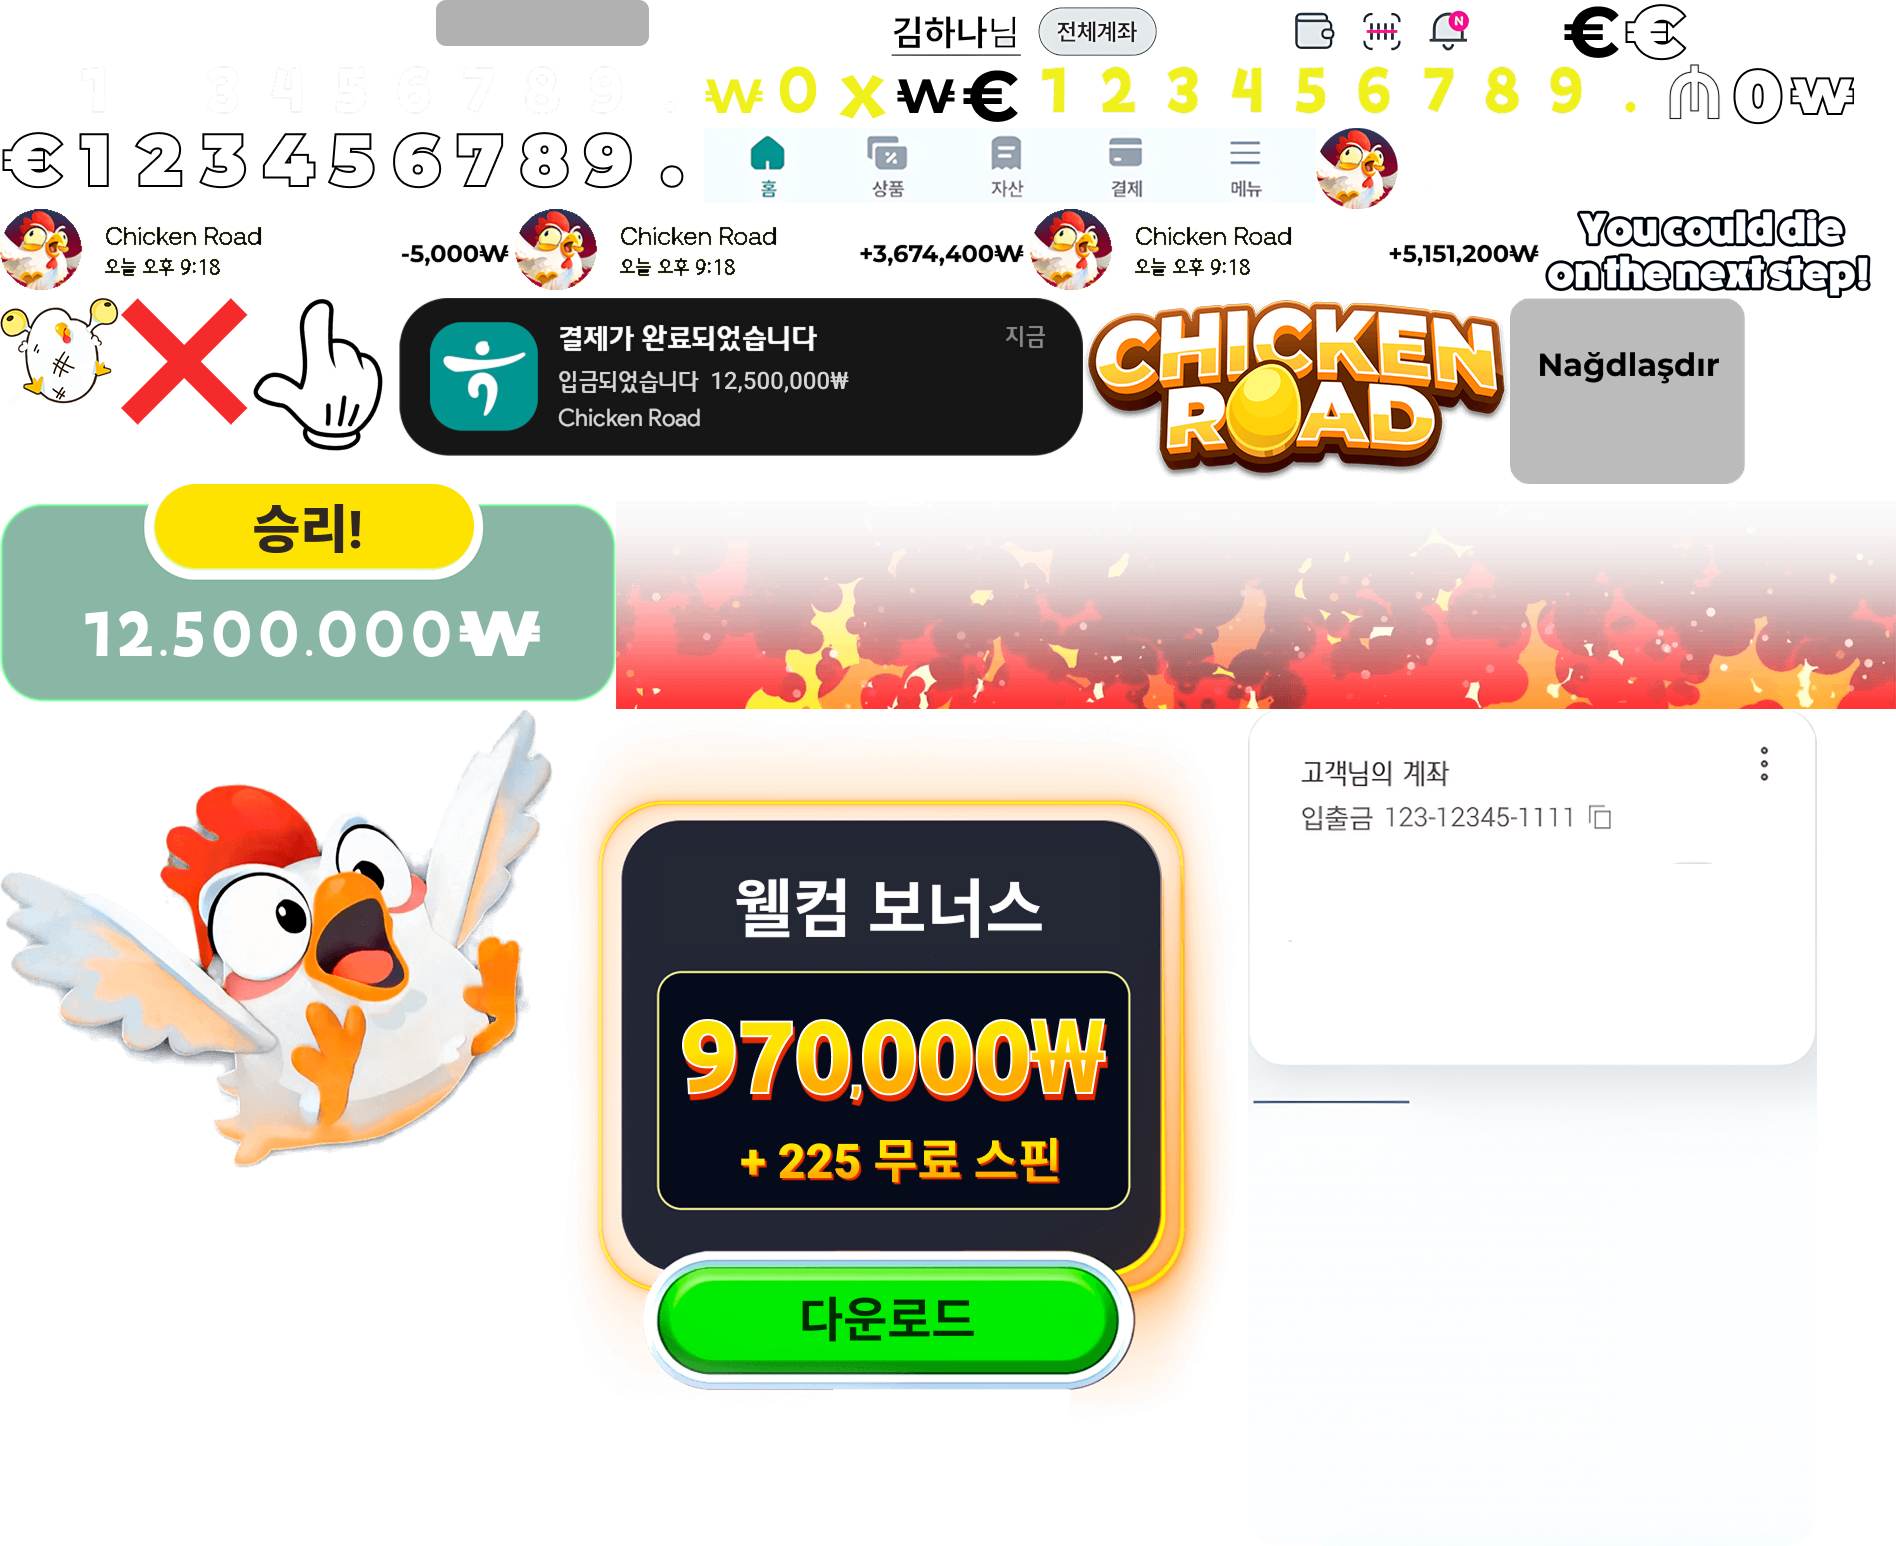 김하나님 전체계좌 N €€
1 3 4 5 6 7 8 9 . ₩ 0 x ₩ € 1 2 3 4 5 6 7 8 9 . ₼ 0 ₩
€ 1 2 3 4 5 6 7 8 9 .
홈 상품 자산 결제 메뉴
Chicken Road
오늘 오후 9:18
-5,000₩
Chicken Road
오늘 오후 9:18
+3,674,400₩
Chicken Road
오늘 오후 9:18
+5,151,200₩
You could die
on the next step!
결제가 완료되었습니다 지금
입금되었습니다 12,500,000₩
Chicken Road
CHICKEN
ROAD
Nağdlaşdır
승리!
12.500.000₩
고객님의 계좌
입출금 123-12345-1111
웰컴 보너스
970,000₩
+ 225 무료 스핀
다운로드